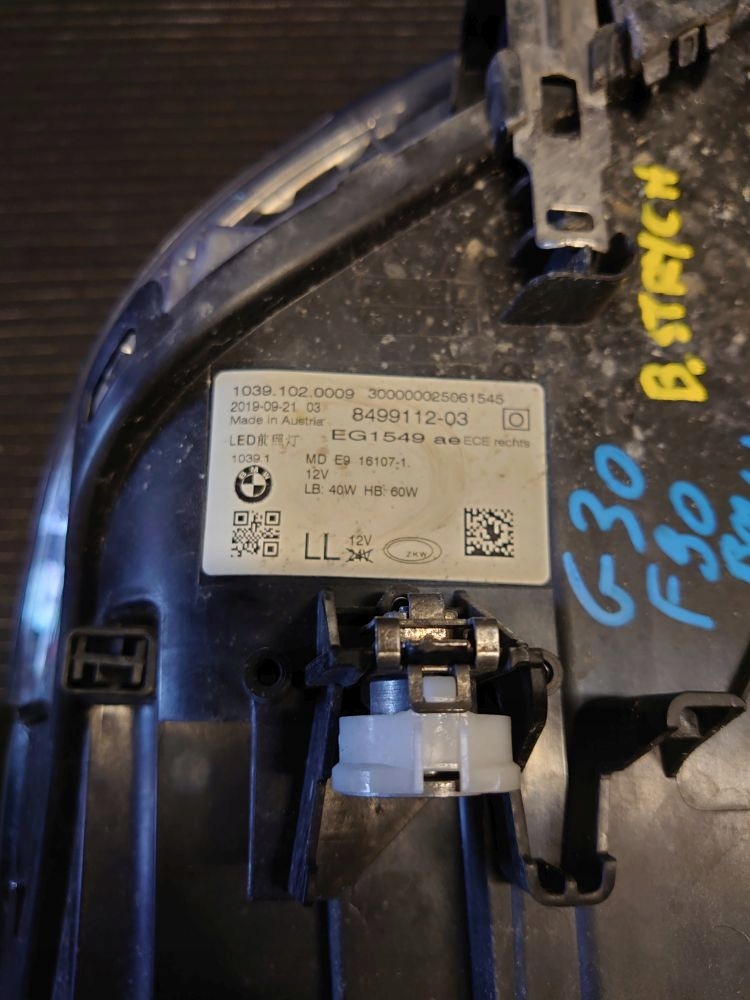 1039.102.0009 300000025061545
2019-09-21 03 8499112-03
Made in Austria EG1549 ae ECE rechts
LED前照灯
1039.1 MD E9 16107-1.
12V
BMW
LB: 40W HB: 60W
LL 12V
24V
ZKW
B.STRYCH
G30
F90